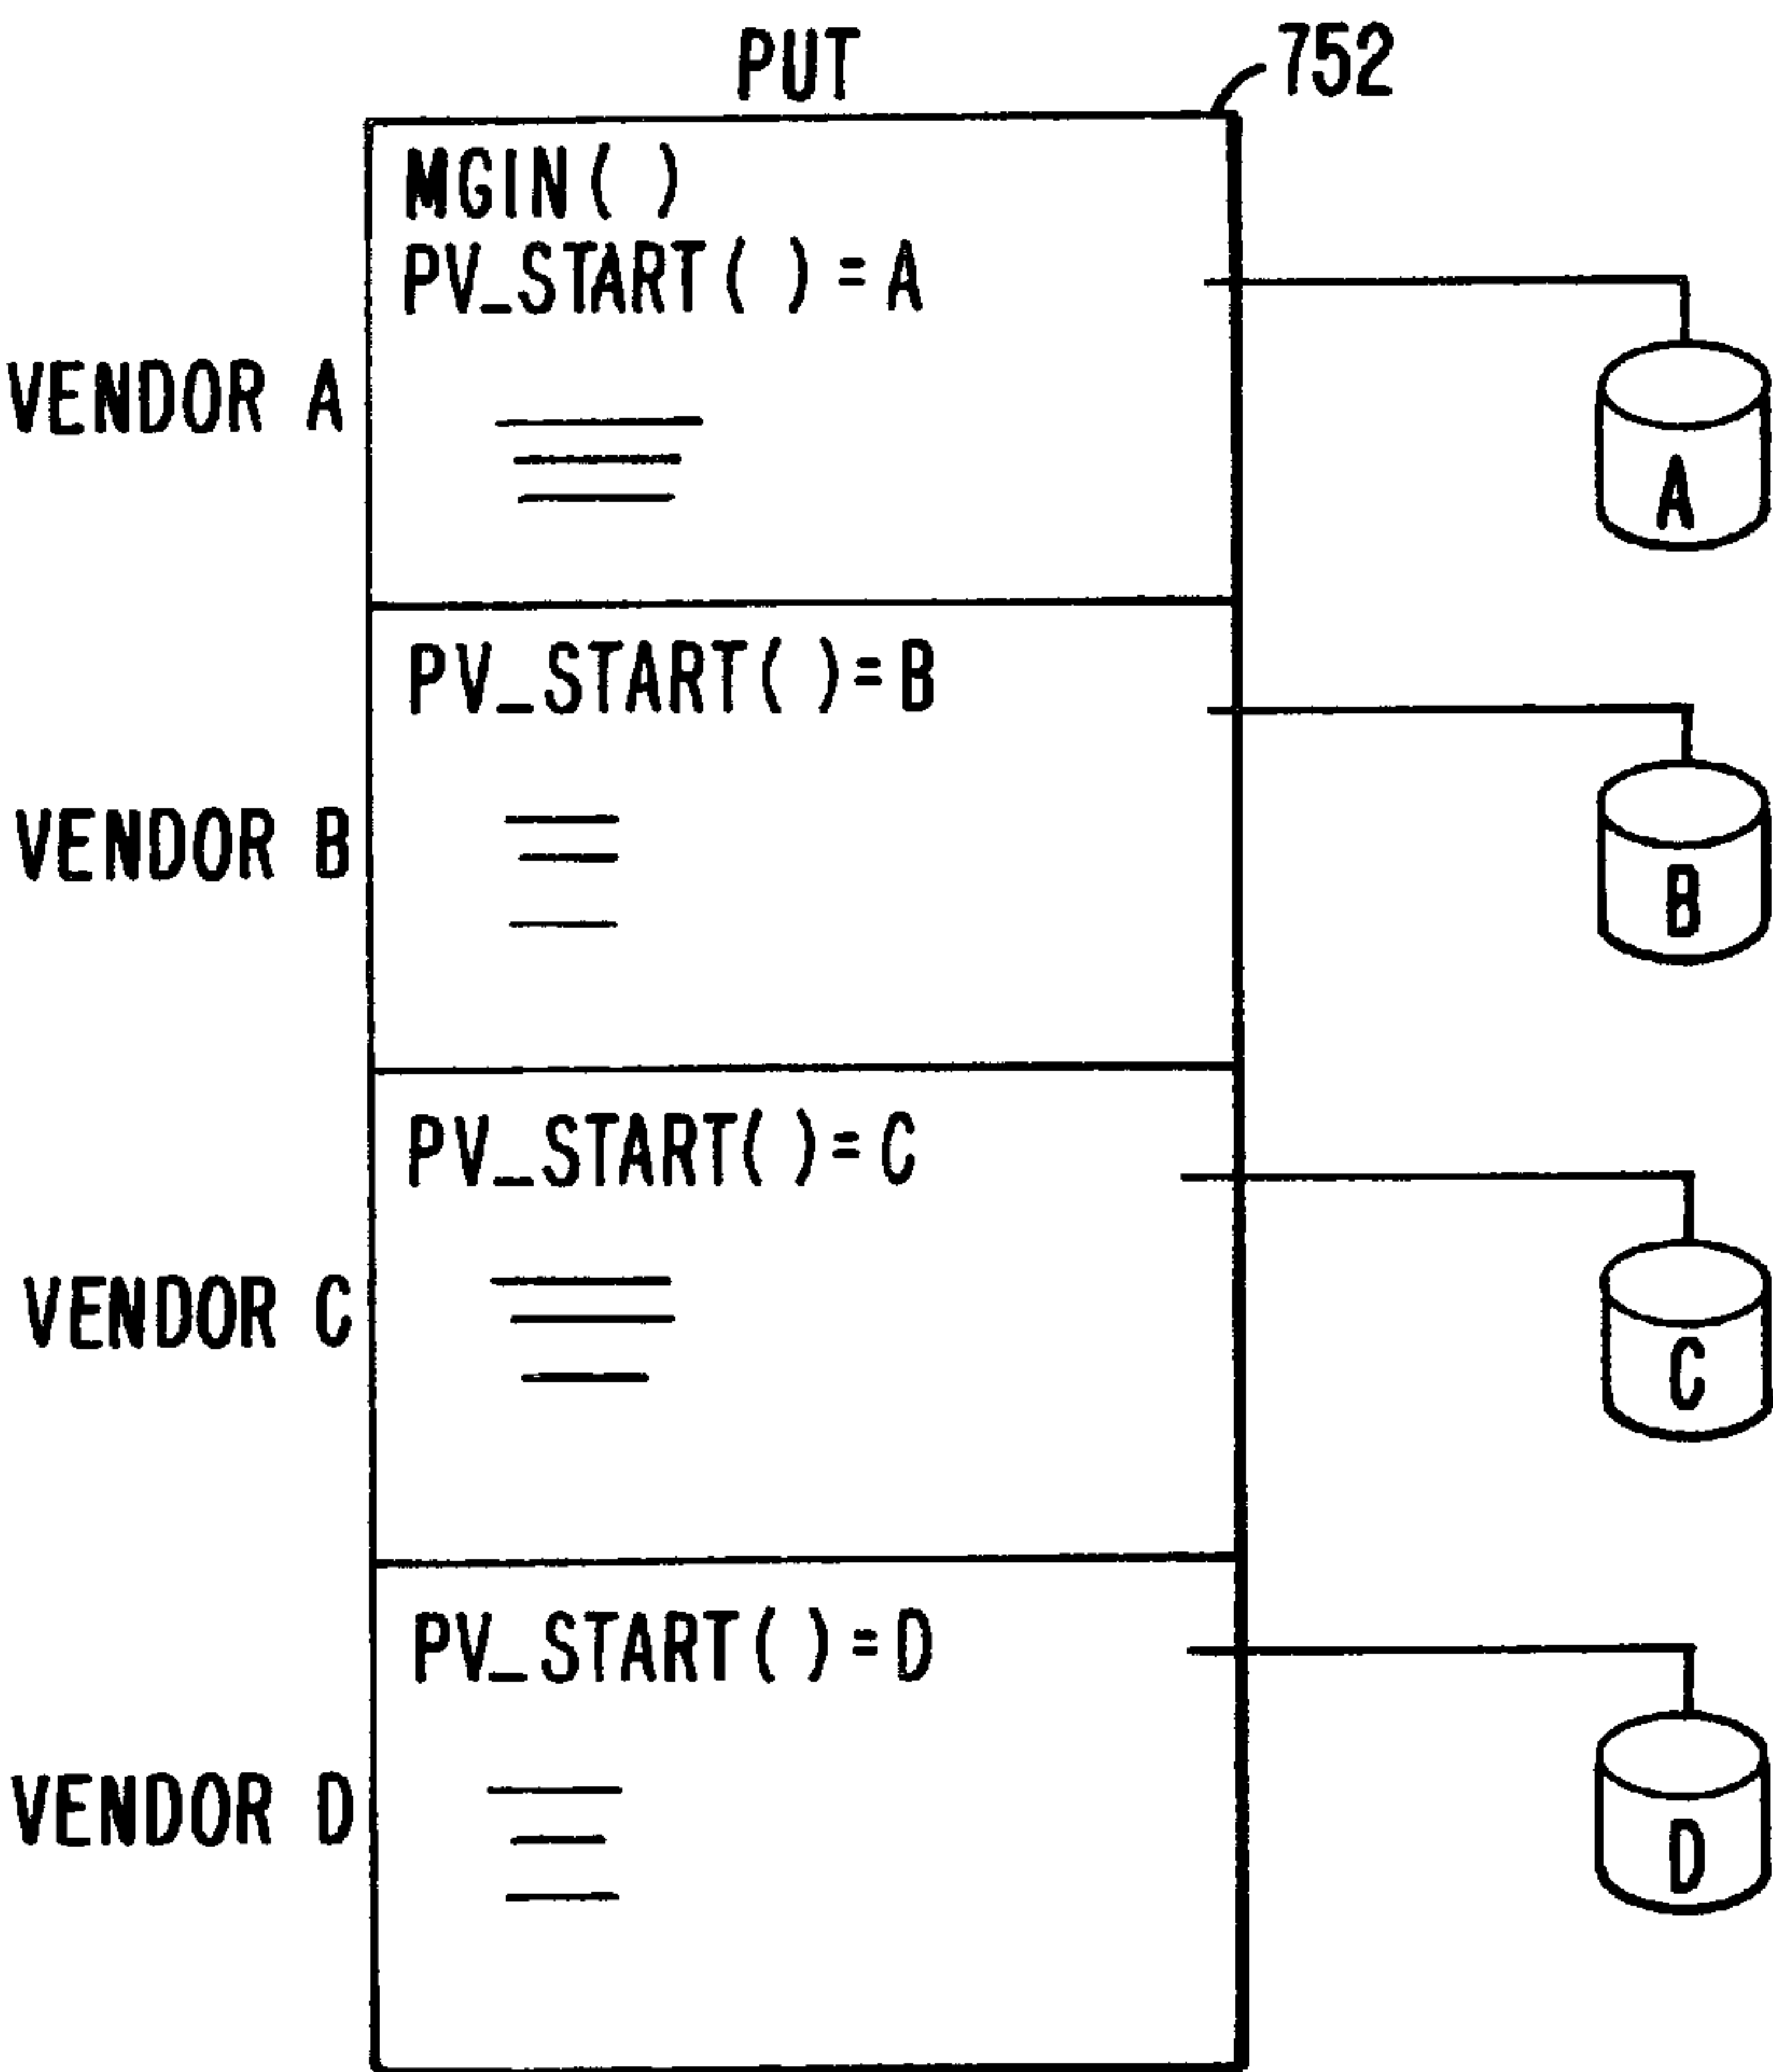 PUT
752
MGIN( )
PV_START( )=A
VENDOR A
A
PV_START( )=B
VENDOR B
B
PV_START( )=C
VENDOR C
C
PV_START( )=D
VENDOR D
D